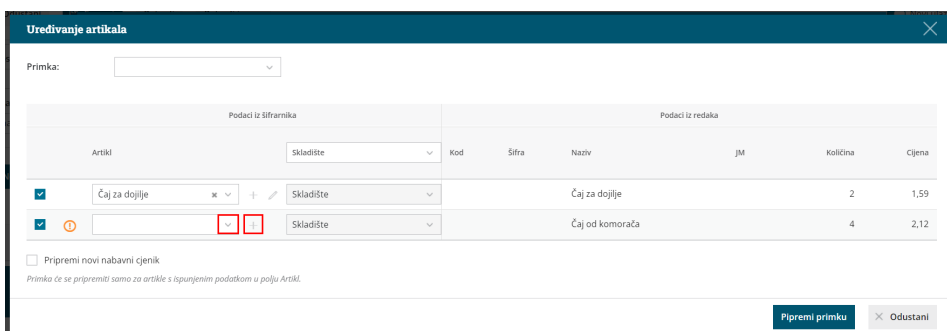 Uređivanje artikala
Primka:
Podaci iz šifrarnika Podaci iz redaka
Artikl Skladište Kod Šifra Naziv JM Količina Cijena
Čaj za dojilje Skladište Čaj za dojilje 2 1,59
Skladište Čaj od komorača 4 2,12
Pripremi novi nabavni cjenik
Primka će se pripremiti samo za artikle s ispunjenim podatkom u polju Artikl.
Pipremi primku Odustani